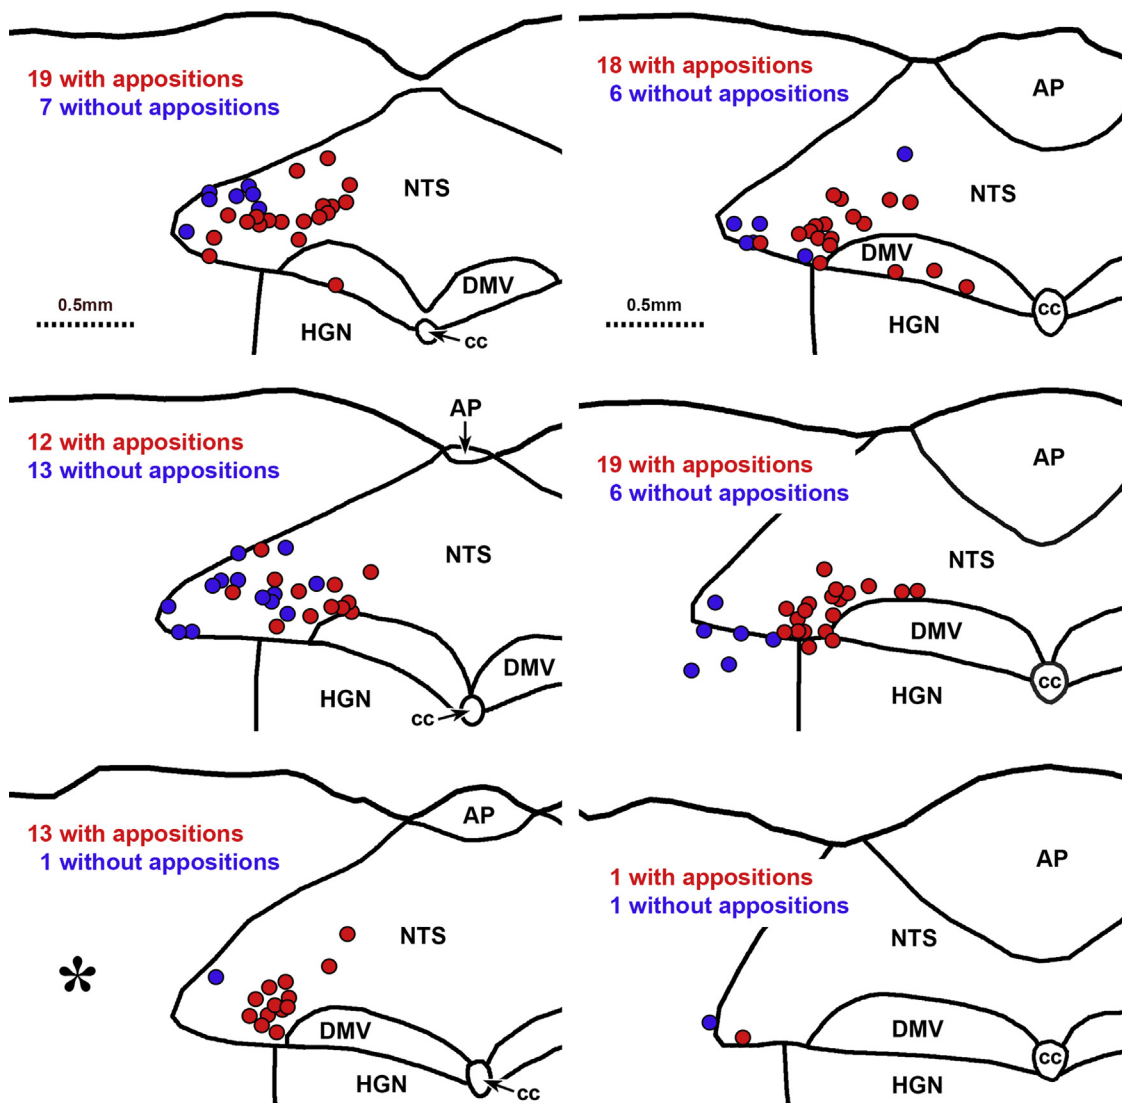 19 with appositions
7 without appositions
NTS
DMV
0.5mm
HGN
cc
18 with appositions
6 without appositions
AP
NTS
DMV
0.5mm
HGN
cc
AP
12 with appositions
13 without appositions
NTS
DMV
HGN
cc
19 with appositions
6 without appositions
AP
NTS
DMV
HGN
cc
AP
13 with appositions
1 without appositions
NTS
*
DMV
HGN
cc
AP
1 with appositions
1 without appositions
NTS
DMV
HGN
cc